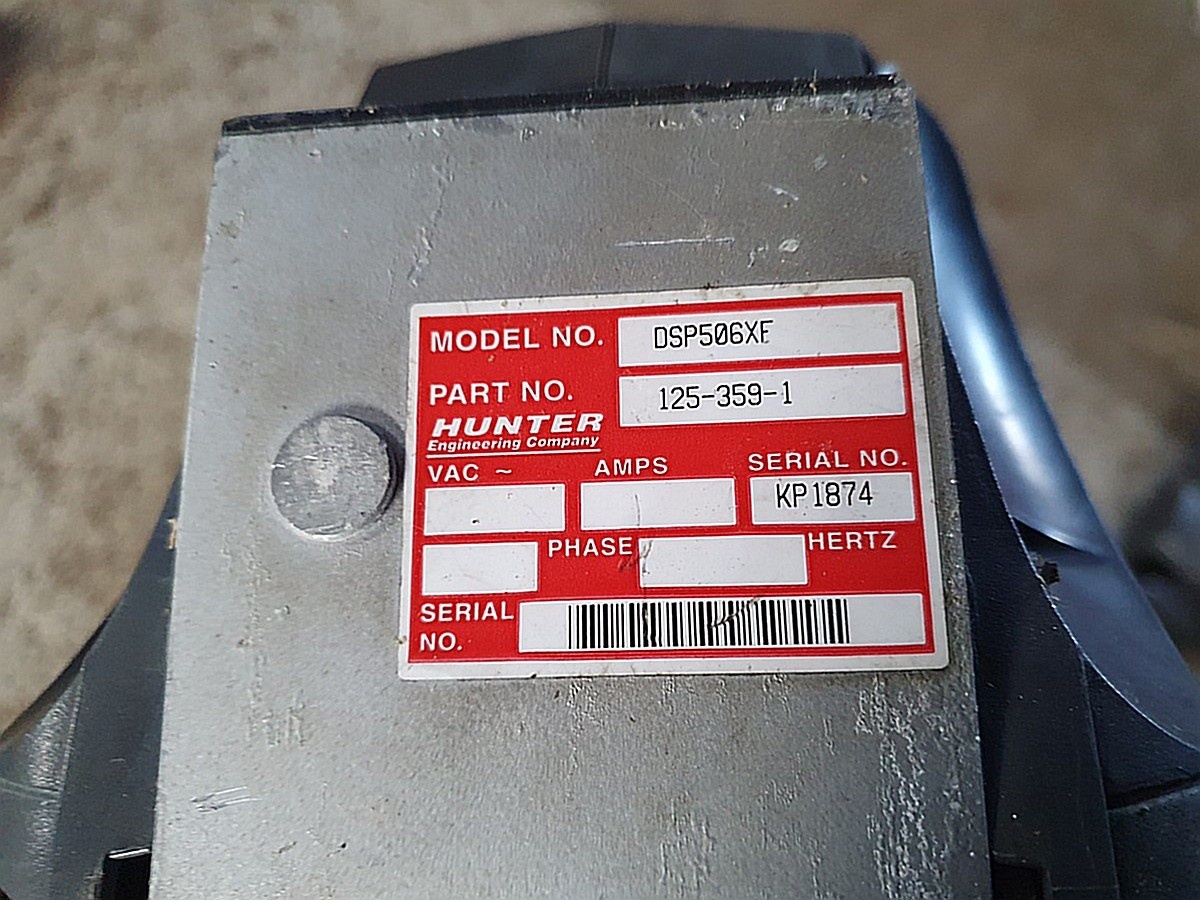 MODEL NO. DSP506XF
PART NO. 125-359-1
HUNTER
Engineering Company
VAC ~ AMPS SERIAL NO.
KP1874
PHASE HERTZ
SERIAL
NO.